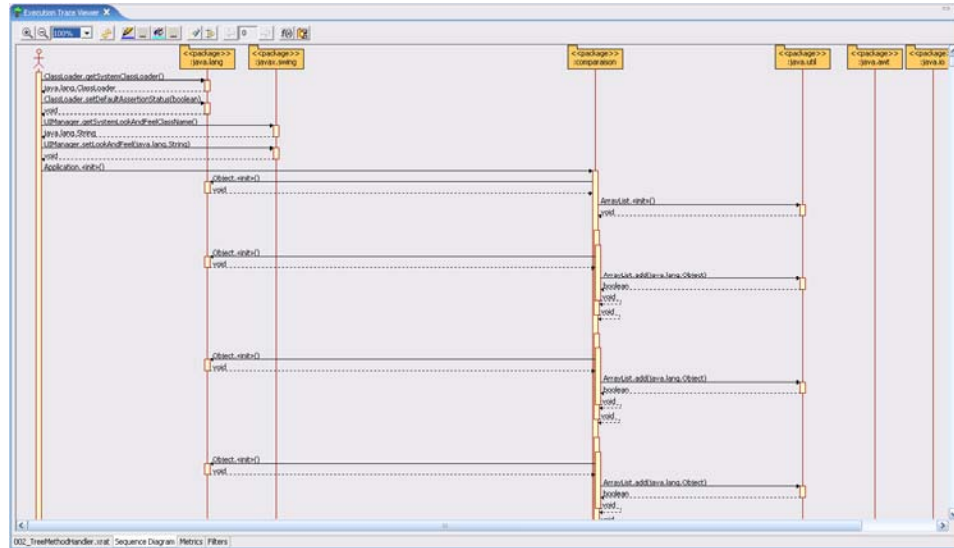 Execution Trace Viewer
100%
0
f(x)
<<package>>
:java.lang
<<package>>
:javax.swing
<<package>>
:comparaison
<<package>>
:java.util
<<package>>
:java.awt
<<package>>
:java.io
ClassLoader.getSystemClassLoader()
java.lang.ClassLoader
ClassLoader.setDefaultAssertionStatus(boolean)
void
UIManager.getSystemLookAndFeelClassName()
java.lang.String
UIManager.setLookAndFeel(java.lang.String)
void
Application.<init>()
Object.<init>()
void
ArrayList.<init>()
void
Object.<init>()
void
ArrayList.add(java.lang.Object)
boolean
void
void
Object.<init>()
void
ArrayList.add(java.lang.Object)
boolean
void
void
Object.<init>()
void
ArrayList.add(java.lang.Object)
boolean
void
void
002_TreeMethodHandler.xrat Sequence Diagram Metrics Filters